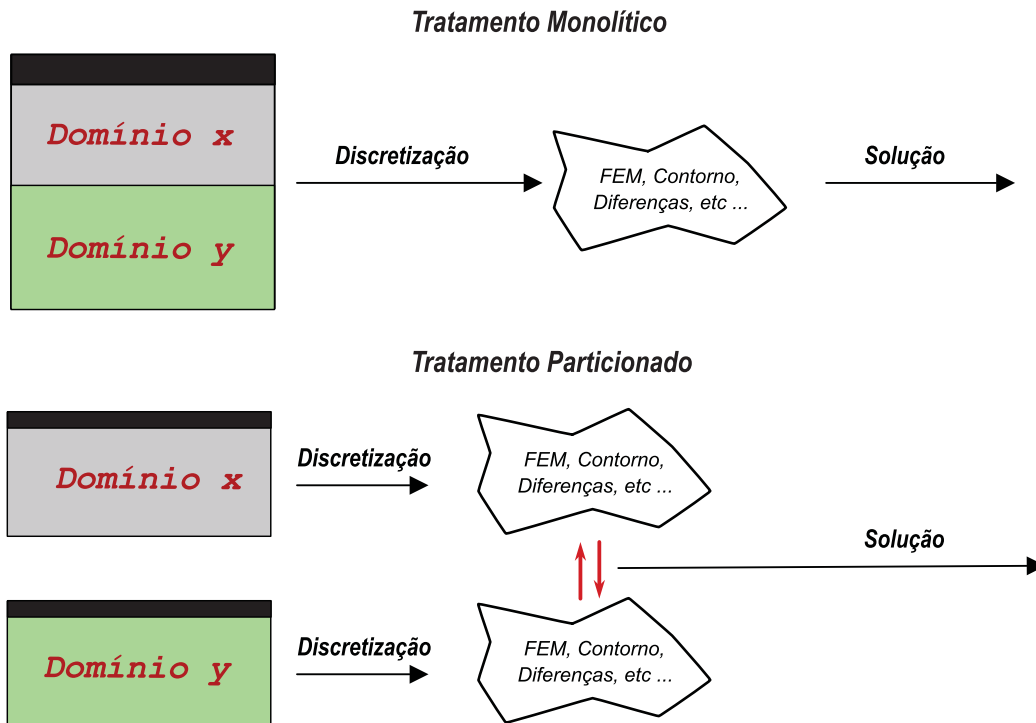 Tratamento Monolítico
Domínio x
Domínio y
Discretização
FEM, Contorno,
Diferenças, etc ...
Solução
Tratamento Particionado
Domínio x
Discretização
FEM, Contorno,
Diferenças, etc ...
Solução
Domínio y
Discretização
FEM, Contorno,
Diferenças, etc ...